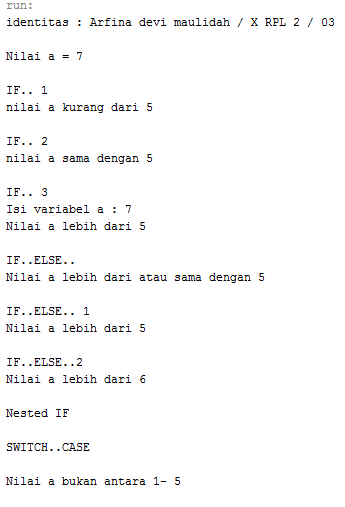 run:
identitas : Arfina devi maulidah / X RPL 2 / 03
Nilai a = 7
IF.. 1
nilai a kurang dari 5
IF.. 2
nilai a sama dengan 5
IF.. 3
Isi variabel a : 7
Nilai a lebih dari 5
IF..ELSE..
Nilai a lebih dari atau sama dengan 5
IF..ELSE.. 1
Nilai a lebih dari 5
IF..ELSE..2
Nilai a lebih dari 6
Nested IF
SWITCH..CASE
Nilai a bukan antara 1- 5